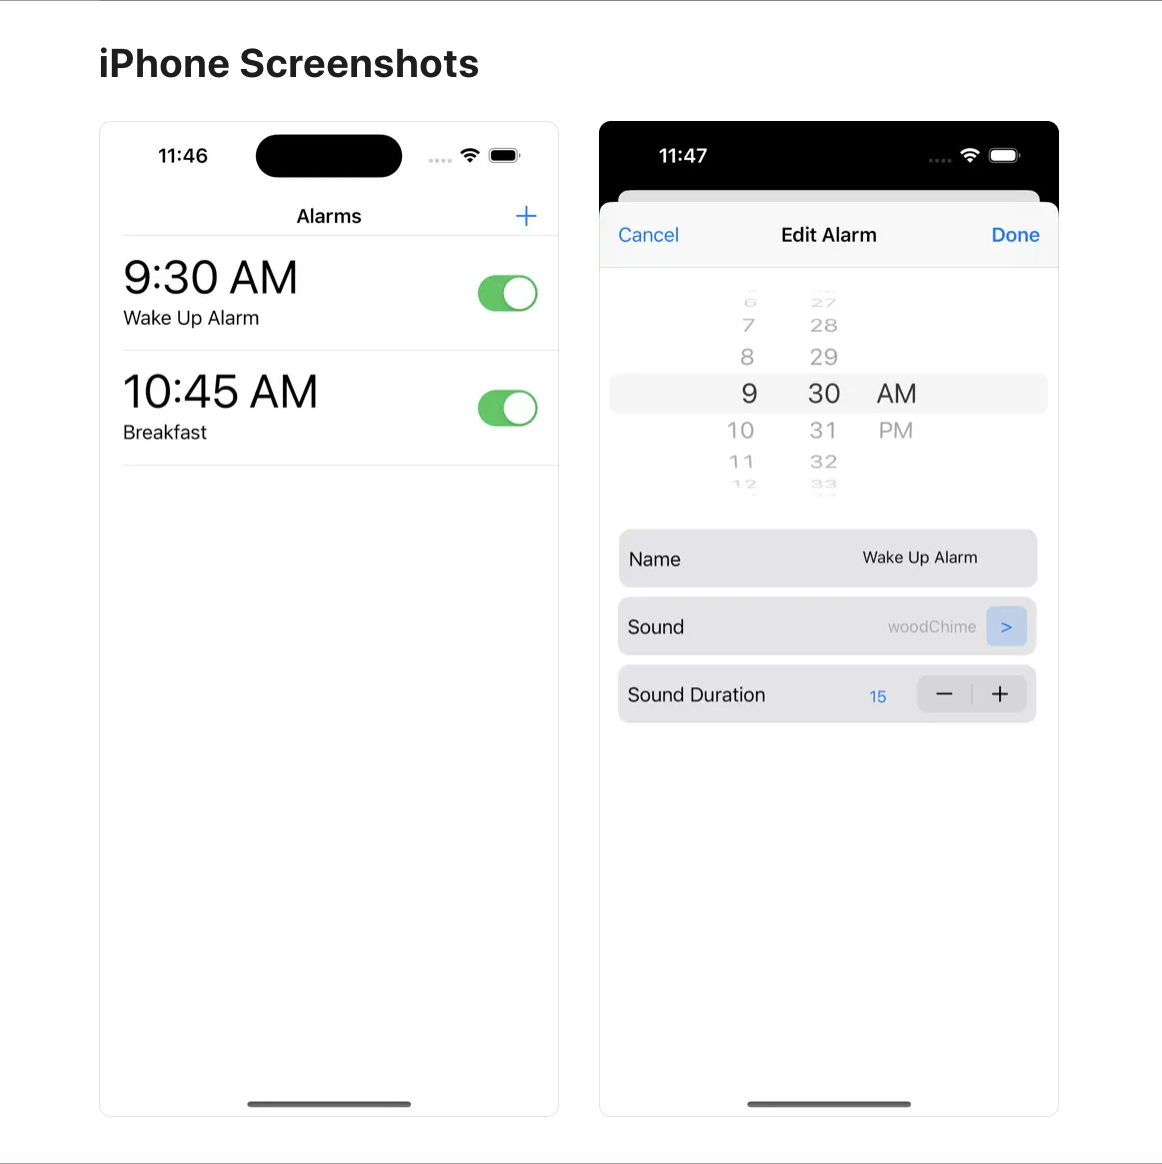 iPhone Screenshots
11:46
Alarms +
9:30 AM
Wake Up Alarm
10:45 AM
Breakfast
11:47
Cancel Edit Alarm Done
6 27
7 28
8 29
9 30 AM
10 31 PM
11 32
12 33
Name Wake Up Alarm
Sound woodChime >
Sound Duration 15 − +